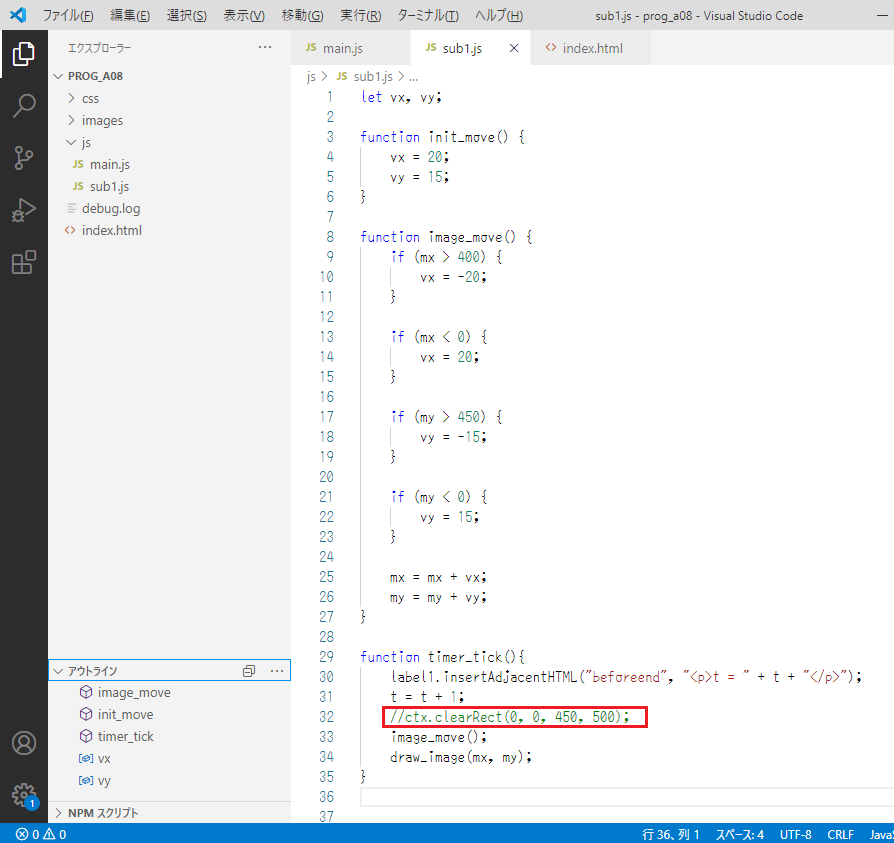 ファイル(F) 編集(E) 選択(S) 表示(V) 移動(G) 実行(R) ターミナル(T) ヘルプ(H) sub1.js - prog_a08 - Visual Studio Code
エクスプローラー ...
JS main.js JS sub1.js × <> index.html
PROG_A08
css
images
js
JS main.js
JS sub1.js
debug.log
<> index.html
js > JS sub1.js > ...
1 let vx, vy;
2
3 function init_move() {
4 vx = 20;
5 vy = 15;
6 }
7
8 function image_move() {
9 if (mx > 400) {
10 vx = -20;
11 }
12
13 if (mx < 0) {
14 vx = 20;
15 }
16
17 if (my > 450) {
18 vy = -15;
19 }
20
21 if (my < 0) {
22 vy = 15;
23 }
24
25 mx = mx + vx;
26 my = my + vy;
27 }
28
29 function timer_tick(){
30 label1.insertAdjacentHTML("beforeend", "<p>t = " + t + "</p>");
31 t = t + 1;
32 //ctx.clearRect(0, 0, 450, 500);
33 image_move();
34 draw_image(mx, my);
35 }
36
37
アウトライン ...
image_move
init_move
timer_tick
vx
vy
NPM スクリプト
1
0 0 行 36、列 1 スペース: 4 UTF-8 CRLF Javas